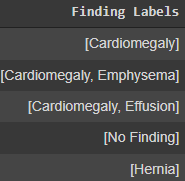 Finding Labels
[Cardiomegaly]
[Cardiomegaly, Emphysema]
[Cardiomegaly, Effusion]
[No Finding]
[Hernia]